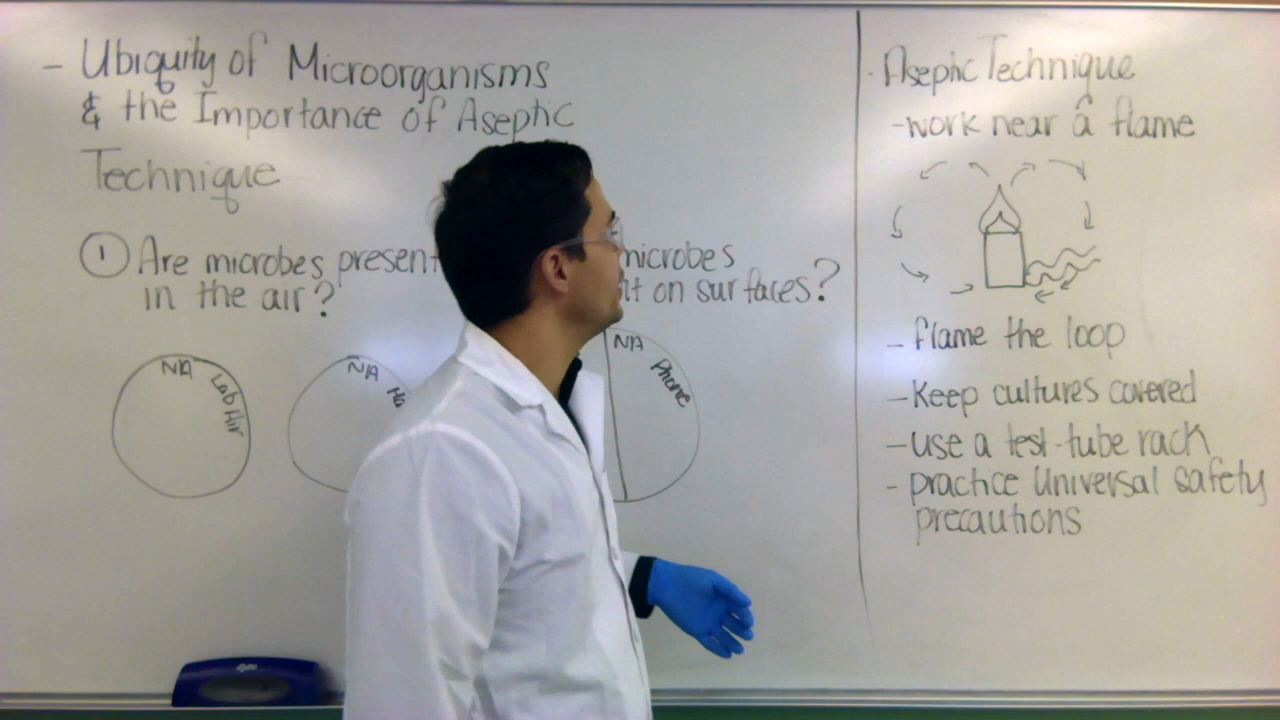 - Ubiquity of Microorganisms
& the Importance of Aseptic
Technique
① Are microbes present
in the air?
microbes
on surfaces?
NA
Lab Air
NA
NA
Phone
Aseptic Technique
- work near a flame
- flame the loop
- Keep cultures covered
- use a test-tube rack
- practice Universal safety
precautions
expo